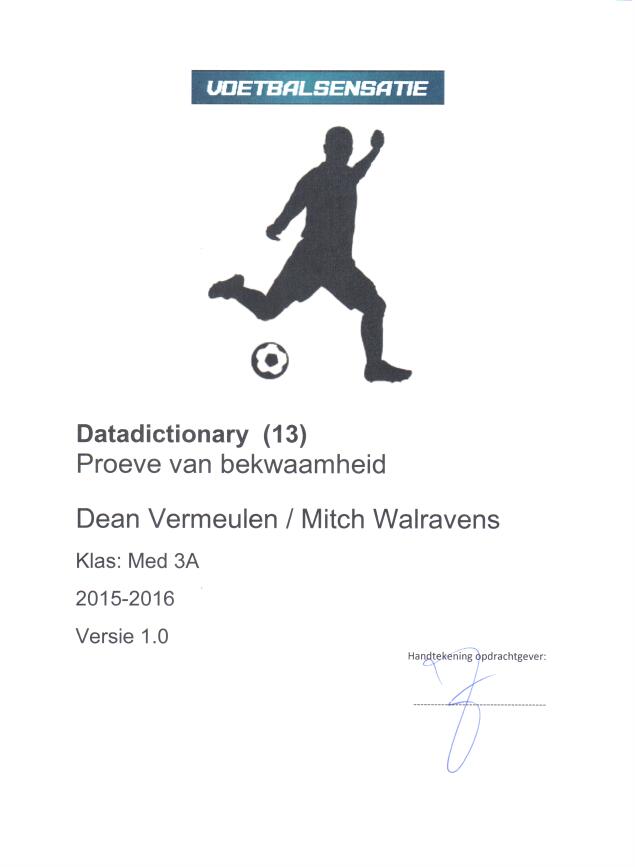 VOETBALSENSATIE
Datadictionary (13)
Proeve van bekwaamheid
Dean Vermeulen / Mitch Walravens
Klas: Med 3A
2015-2016
Versie 1.0
Handtekening opdrachtgever: